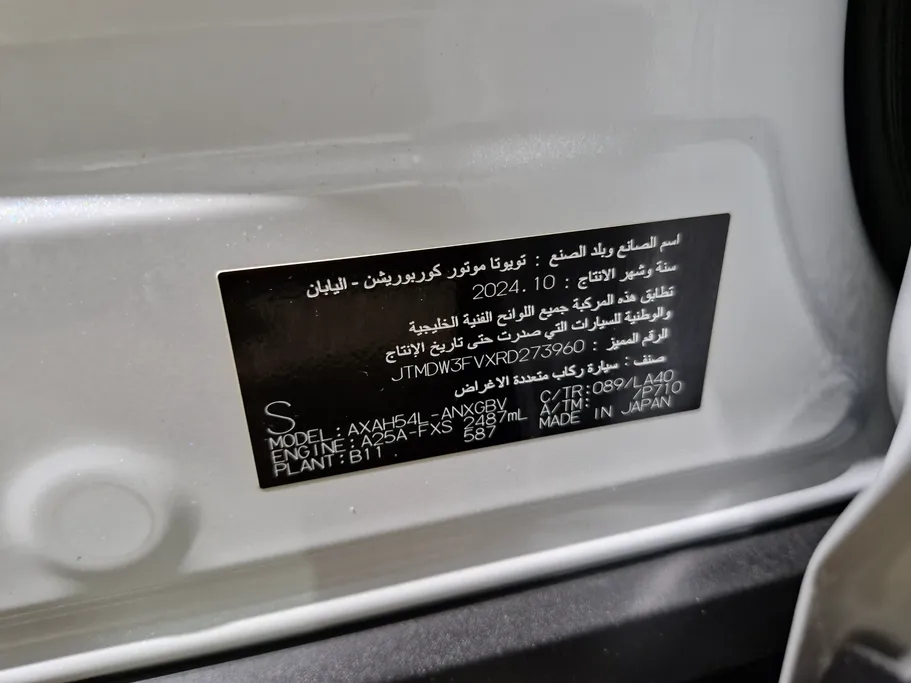 اسم الصانع وبلد الصنع : تويوتا موتور كوربوريشن - اليابان
سنة وشهر الانتاج : 2024.10
تطابق هذه المركبة جميع اللوائح الفنية الخليجية
والوطنية للسيارات التي صدرت حتى تاريخ الإنتاج
الرقم المميز : JTMDW3FVXRD273960
صنف : سيارة ركاب متعددة الاغراض
S
MODEL : AXAH54L-ANXGBV C/TR: 089/LA40
ENGINE: A25A-FXS 2487mL A/TM: /P710
PLANT: B11 587 MADE IN JAPAN